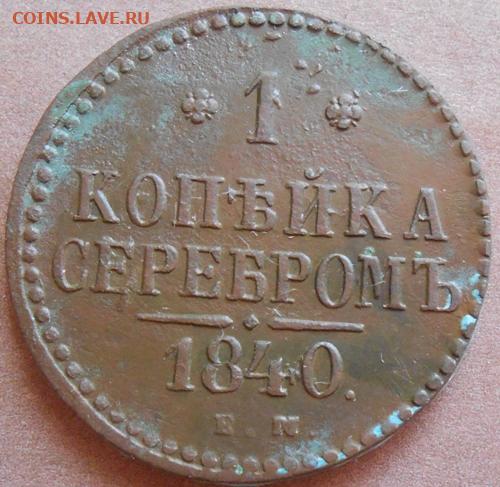 COINS.LAVE.RU
1
КОПѢЙКА
СЕРЕБРОМЪ
1840.
Е.М.